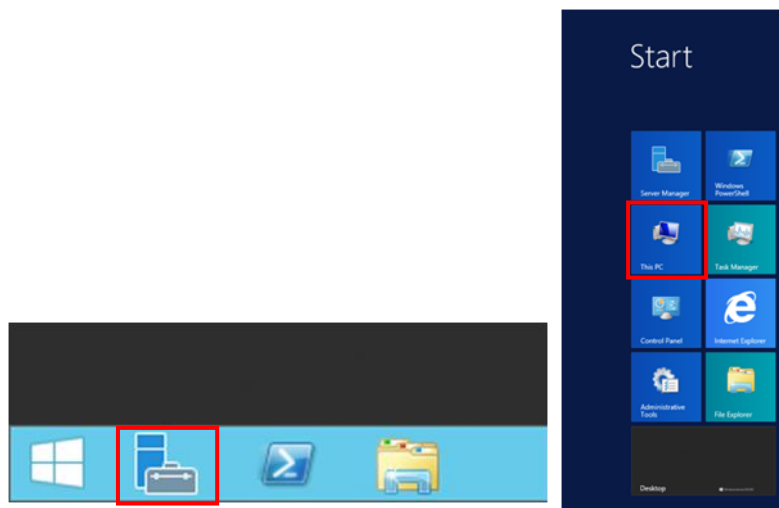 Start
Server Manager
Windows
PowerShell
This PC
Task Manager
Control Panel
Internet Explorer
Administrative
Tools
File Explorer
Desktop